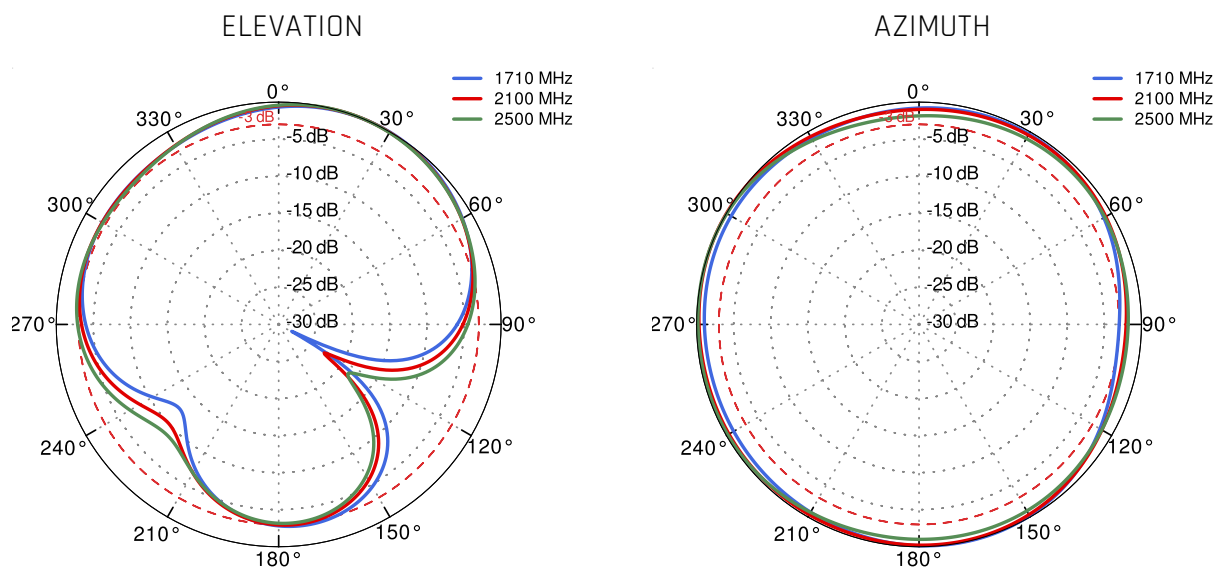 ELEVATION
1710 MHz
2100 MHz
2500 MHz
0°
30°
60°
90°
120°
150°
180°
210°
240°
270°
300°
330°
-3 dB
-5 dB
-10 dB
-15 dB
-20 dB
-25 dB
-30 dB
AZIMUTH
1710 MHz
2100 MHz
2500 MHz
0°
30°
60°
90°
120°
150°
180°
210°
240°
270°
300°
330°
-3 dB
-5 dB
-10 dB
-15 dB
-20 dB
-25 dB
-30 dB